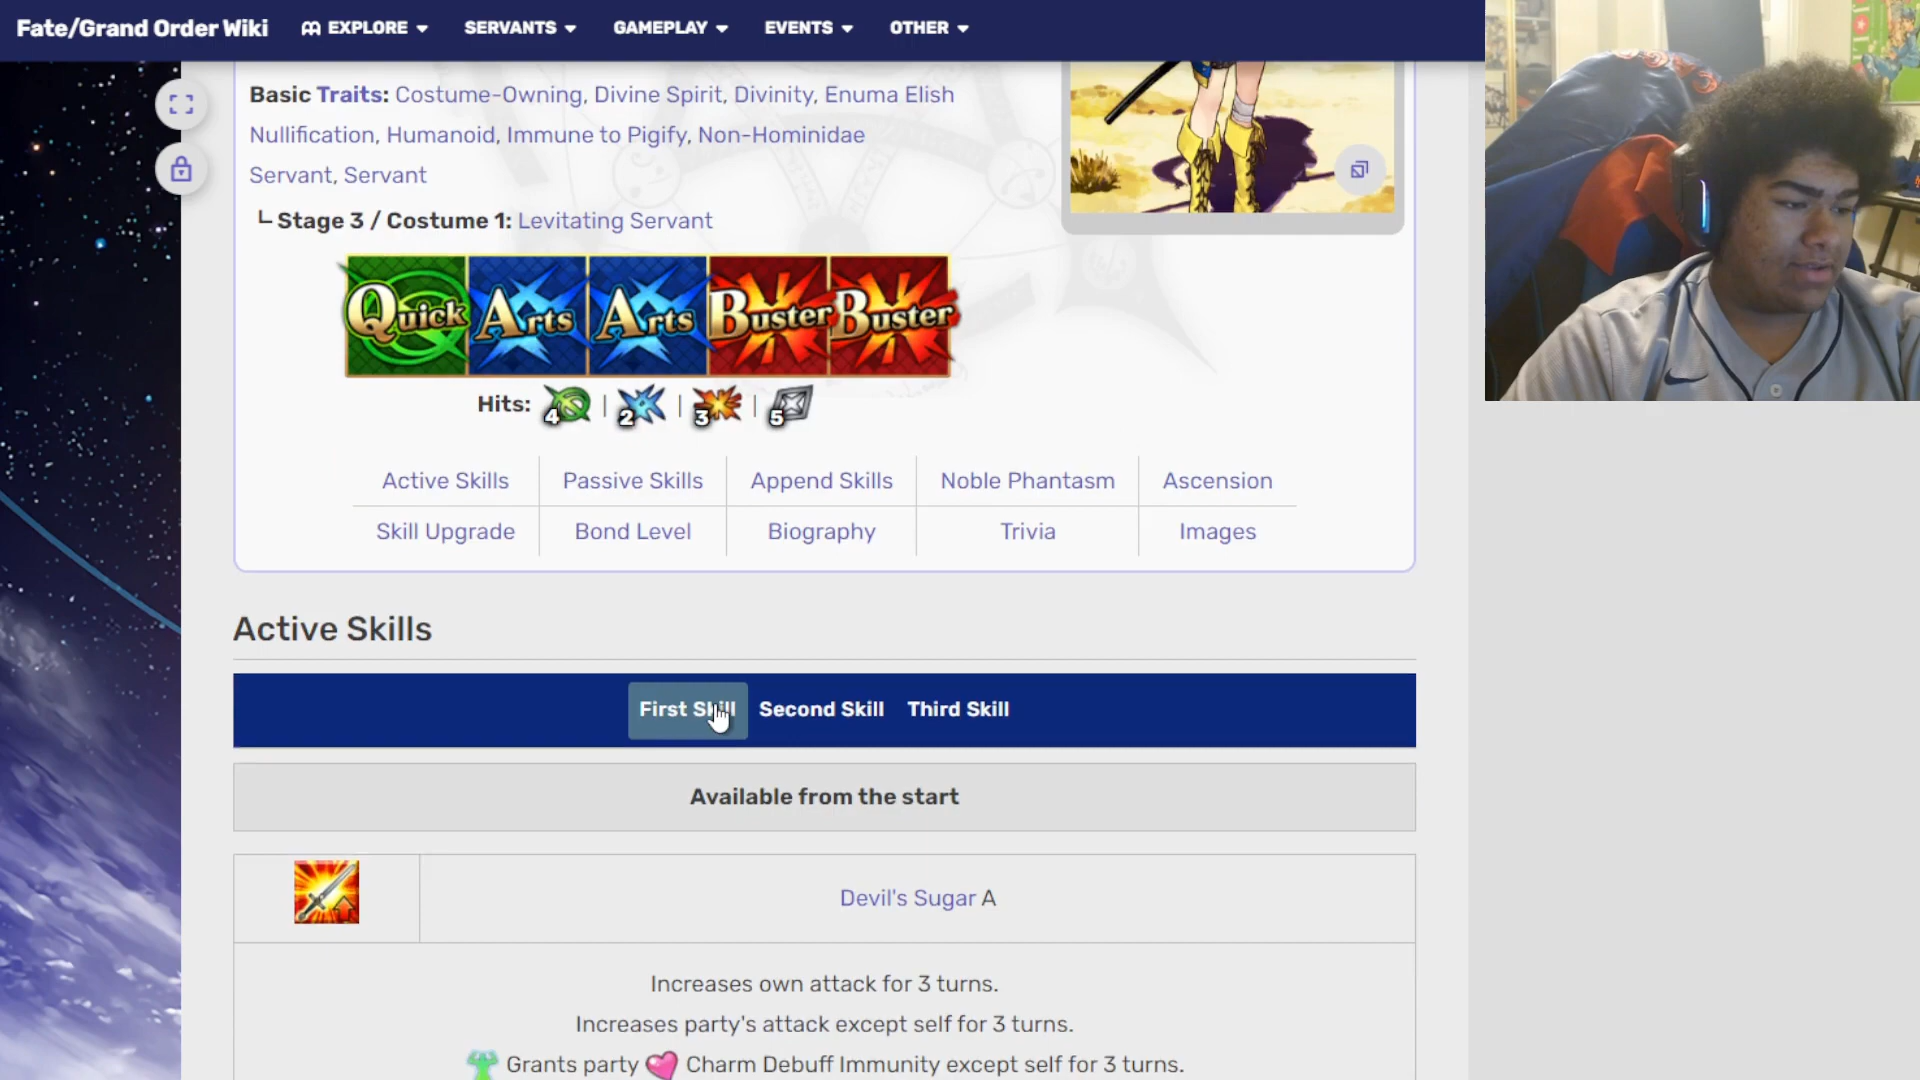 Fate/Grand Order Wiki EXPLORE SERVANTS GAMEPLAY EVENTS OTHER
Basic Traits: Costume-Owning, Divine Spirit, Divinity, Enuma Elish
Nullification, Humanoid, Immune to Pigify, Non-Hominidae
Servant, Servant
Stage 3 / Costume 1: Levitating Servant
Quick Arts Arts Buster Buster
Hits: 4 | 2 | 3 | 5
Active Skills Passive Skills Append Skills Noble Phantasm Ascension
Skill Upgrade Bond Level Biography Trivia Images
Active Skills
First Skill Second Skill Third Skill
Available from the start
Devil's Sugar A
Increases own attack for 3 turns.
Increases party's attack except self for 3 turns.
Grants party Charm Debuff Immunity except self for 3 turns.